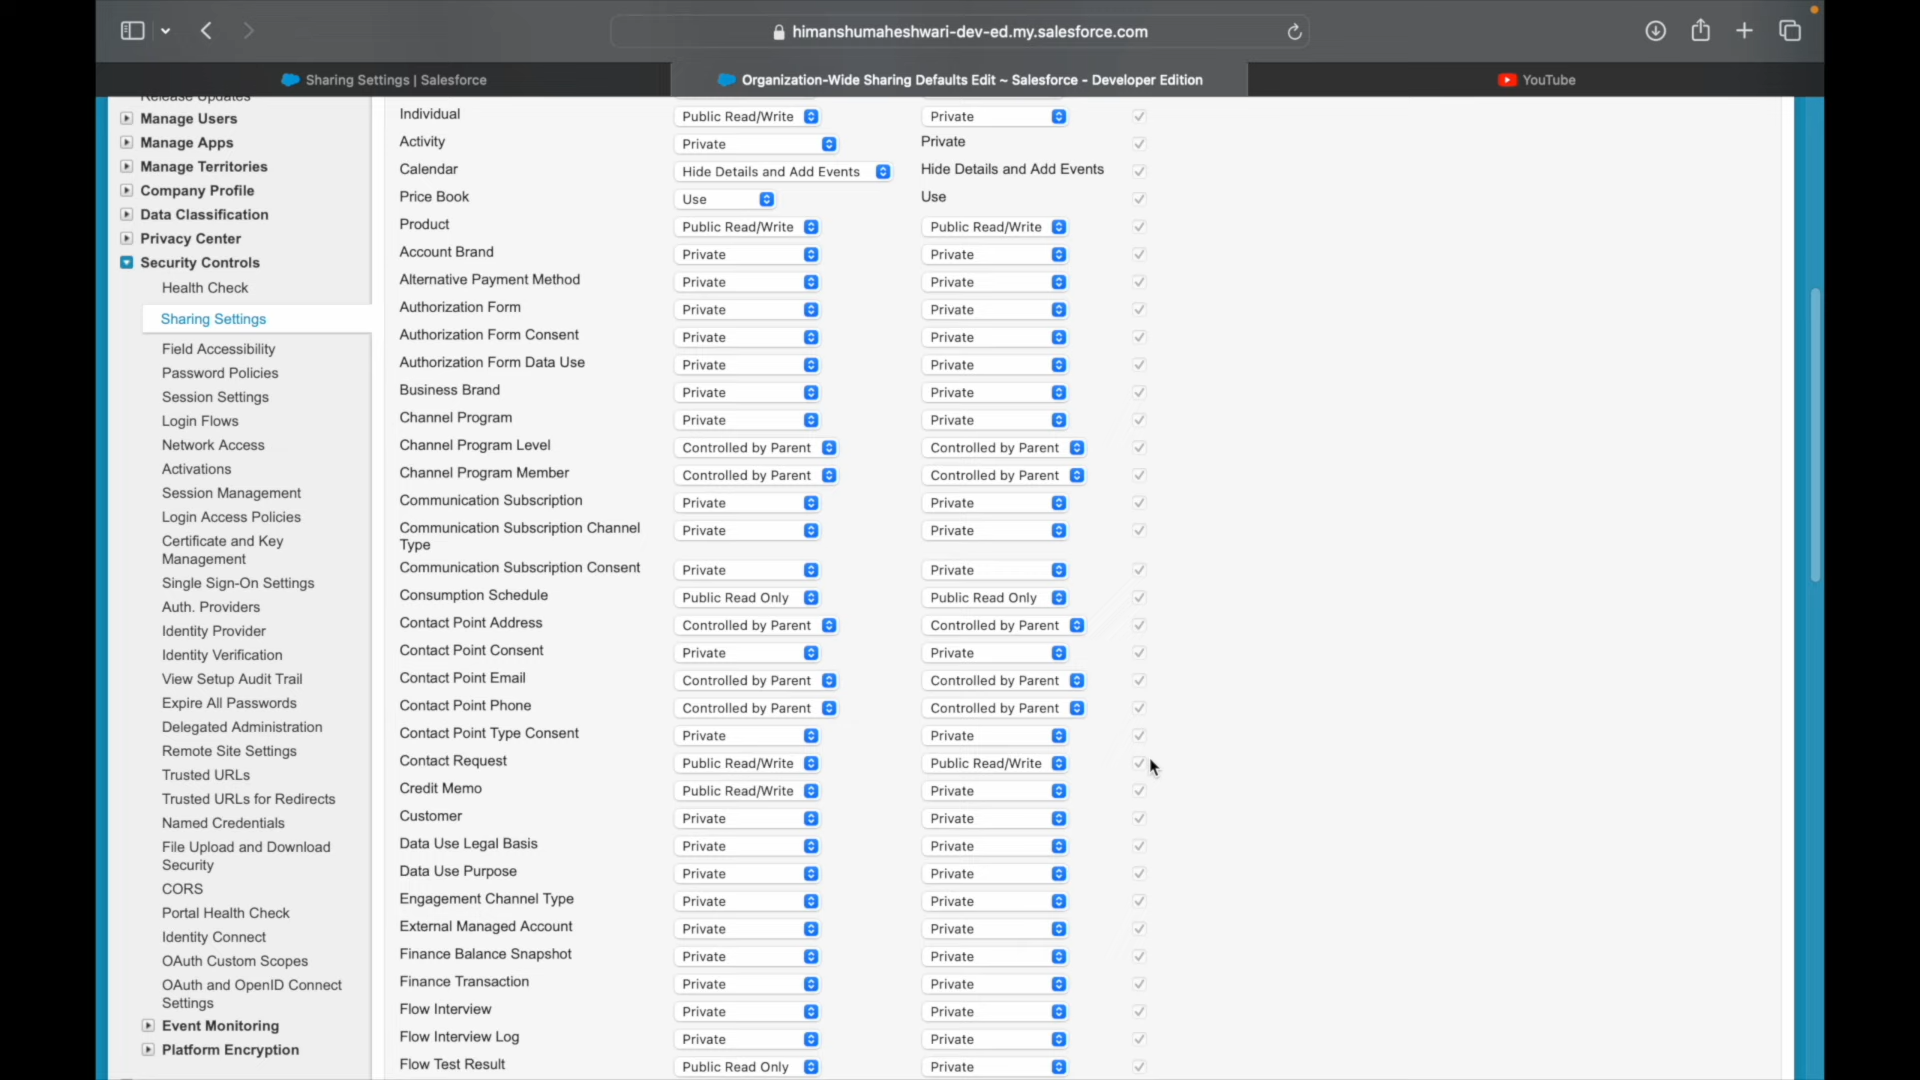 himanshumaheshwari-dev-ed.my.salesforce.com
Sharing Settings | Salesforce
Organization-Wide Sharing Defaults Edit ~ Salesforce - Developer Edition
YouTube
Release Updates
Manage Users
Manage Apps
Manage Territories
Company Profile
Data Classification
Privacy Center
Security Controls
Health Check
Sharing Settings
Field Accessibility
Password Policies
Session Settings
Login Flows
Network Access
Activations
Session Management
Login Access Policies
Certificate and Key
Management
Single Sign-On Settings
Auth. Providers
Identity Provider
Identity Verification
View Setup Audit Trail
Expire All Passwords
Delegated Administration
Remote Site Settings
Trusted URLs
Trusted URLs for Redirects
Named Credentials
File Upload and Download
Security
CORS
Portal Health Check
Identity Connect
OAuth Custom Scopes
OAuth and OpenID Connect
Settings
Event Monitoring
Platform Encryption
Individual Public Read/Write Private
Activity Private Private
Calendar Hide Details and Add Events Hide Details and Add Events
Price Book Use Use
Product Public Read/Write Public Read/Write
Account Brand Private Private
Alternative Payment Method Private Private
Authorization Form Private Private
Authorization Form Consent Private Private
Authorization Form Data Use Private Private
Business Brand Private Private
Channel Program Private Private
Channel Program Level Controlled by Parent Controlled by Parent
Channel Program Member Controlled by Parent Controlled by Parent
Communication Subscription Private Private
Communication Subscription Channel
Type Private Private
Communication Subscription Consent Private Private
Consumption Schedule Public Read Only Public Read Only
Contact Point Address Controlled by Parent Controlled by Parent
Contact Point Consent Private Private
Contact Point Email Controlled by Parent Controlled by Parent
Contact Point Phone Controlled by Parent Controlled by Parent
Contact Point Type Consent Private Private
Contact Request Public Read/Write Public Read/Write
Credit Memo Public Read/Write Private
Customer Private Private
Data Use Legal Basis Private Private
Data Use Purpose Private Private
Engagement Channel Type Private Private
External Managed Account Private Private
Finance Balance Snapshot Private Private
Finance Transaction Private Private
Flow Interview Private Private
Flow Interview Log Private Private
Flow Test Result Public Read Only Private